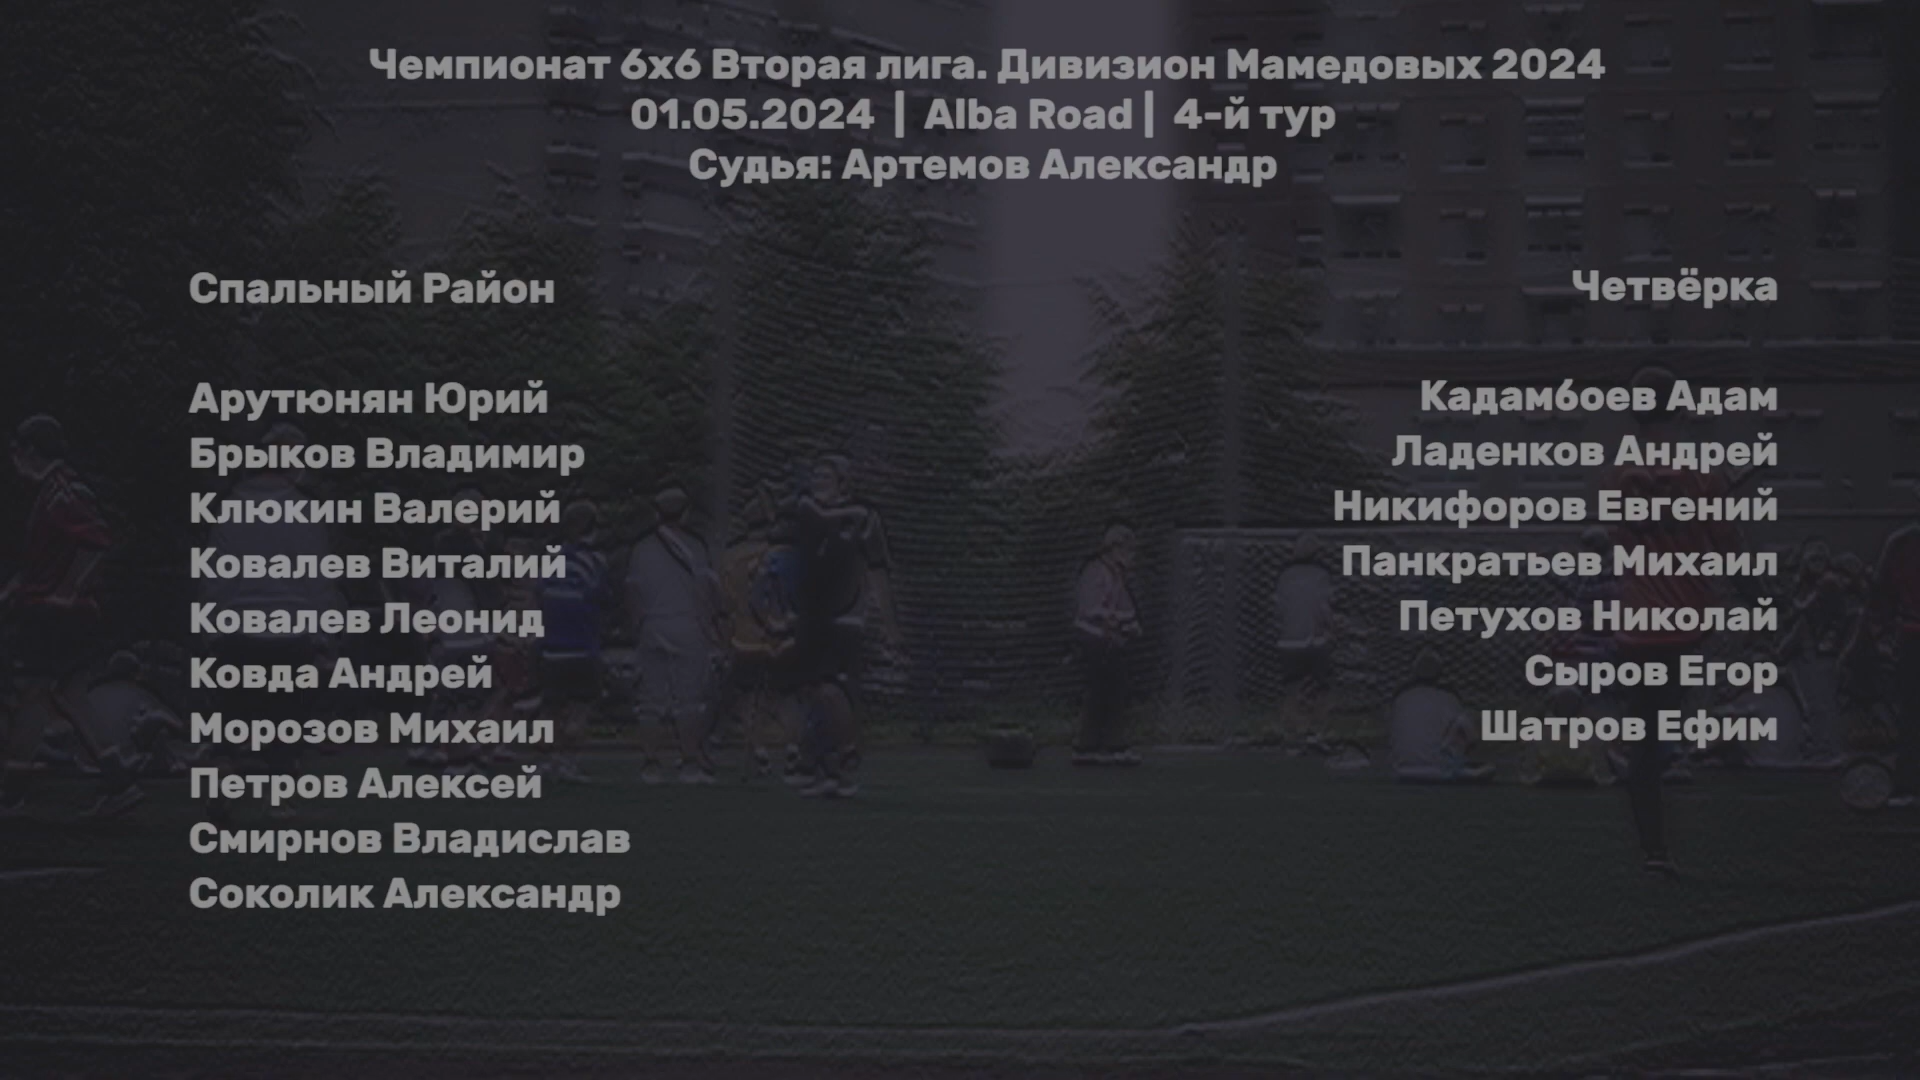 Чемпионат 6х6 Вторая лига. Дивизион Мамедовых 2024
01.05.2024 | Alba Road | 4-й тур
Судья: Артемов Александр
Спальный Район
Арутюнян Юрий
Брыков Владимир
Клюкин Валерий
Ковалев Виталий
Ковалев Леонид
Ковда Андрей
Морозов Михаил
Петров Алексей
Смирнов Владислав
Соколик Александр
Четвёрка
Кадамбоев Адам
Ладенков Андрей
Никифоров Евгений
Панкратьев Михаил
Петухов Николай
Сыров Егор
Шатров Ефим